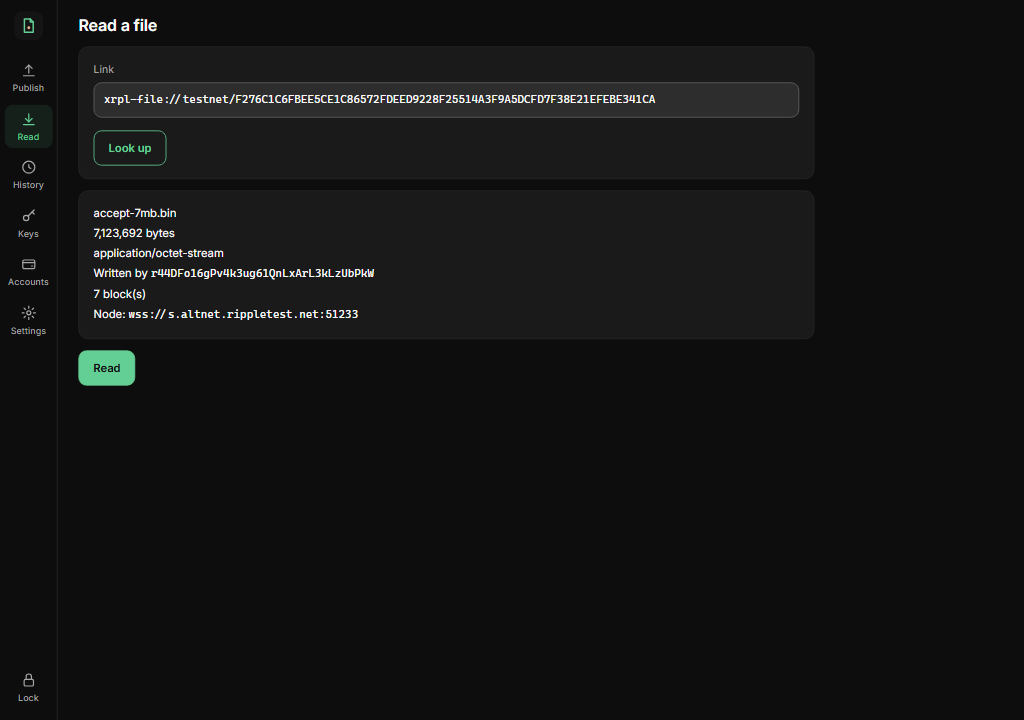 Read a file
Publish
Read
History
Keys
Accounts
Settings
Lock
Link
xrpl-file://testnet/F276C1C6FBEE5CE1C86572FDEED9228F25514A3F9A5DCFD7F38E21EFEBE341CA
Look up
accept-7mb.bin
7,123,692 bytes
application/octet-stream
Written by r44DFo16gPv4k3ug61QnLxArL3kLzUbPkW
7 block(s)
Node: wss://s.altnet.rippletest.net:51233
Read